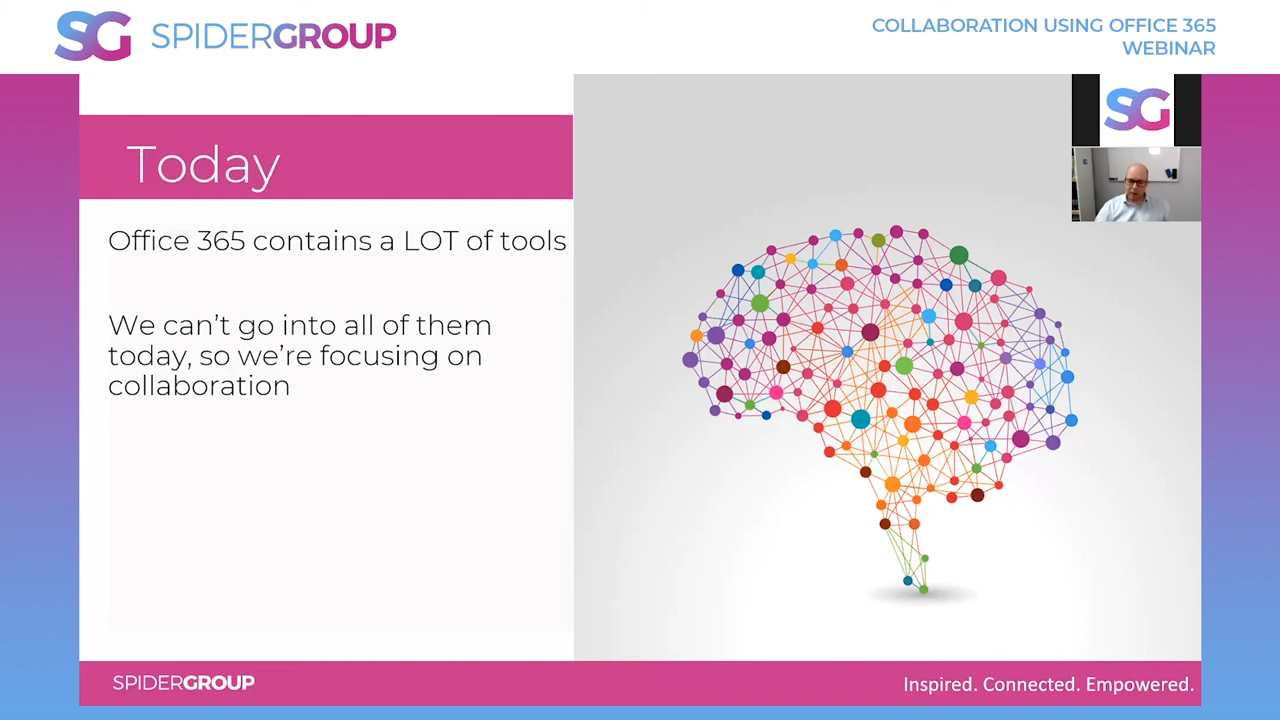 SG SPIDERGROUP
COLLABORATION USING OFFICE 365
WEBINAR
SG
Today
Office 365 contains a LOT of tools
We can't go into all of them
today, so we're focusing on
collaboration
SPIDERGROUP
Inspired. Connected. Empowered.